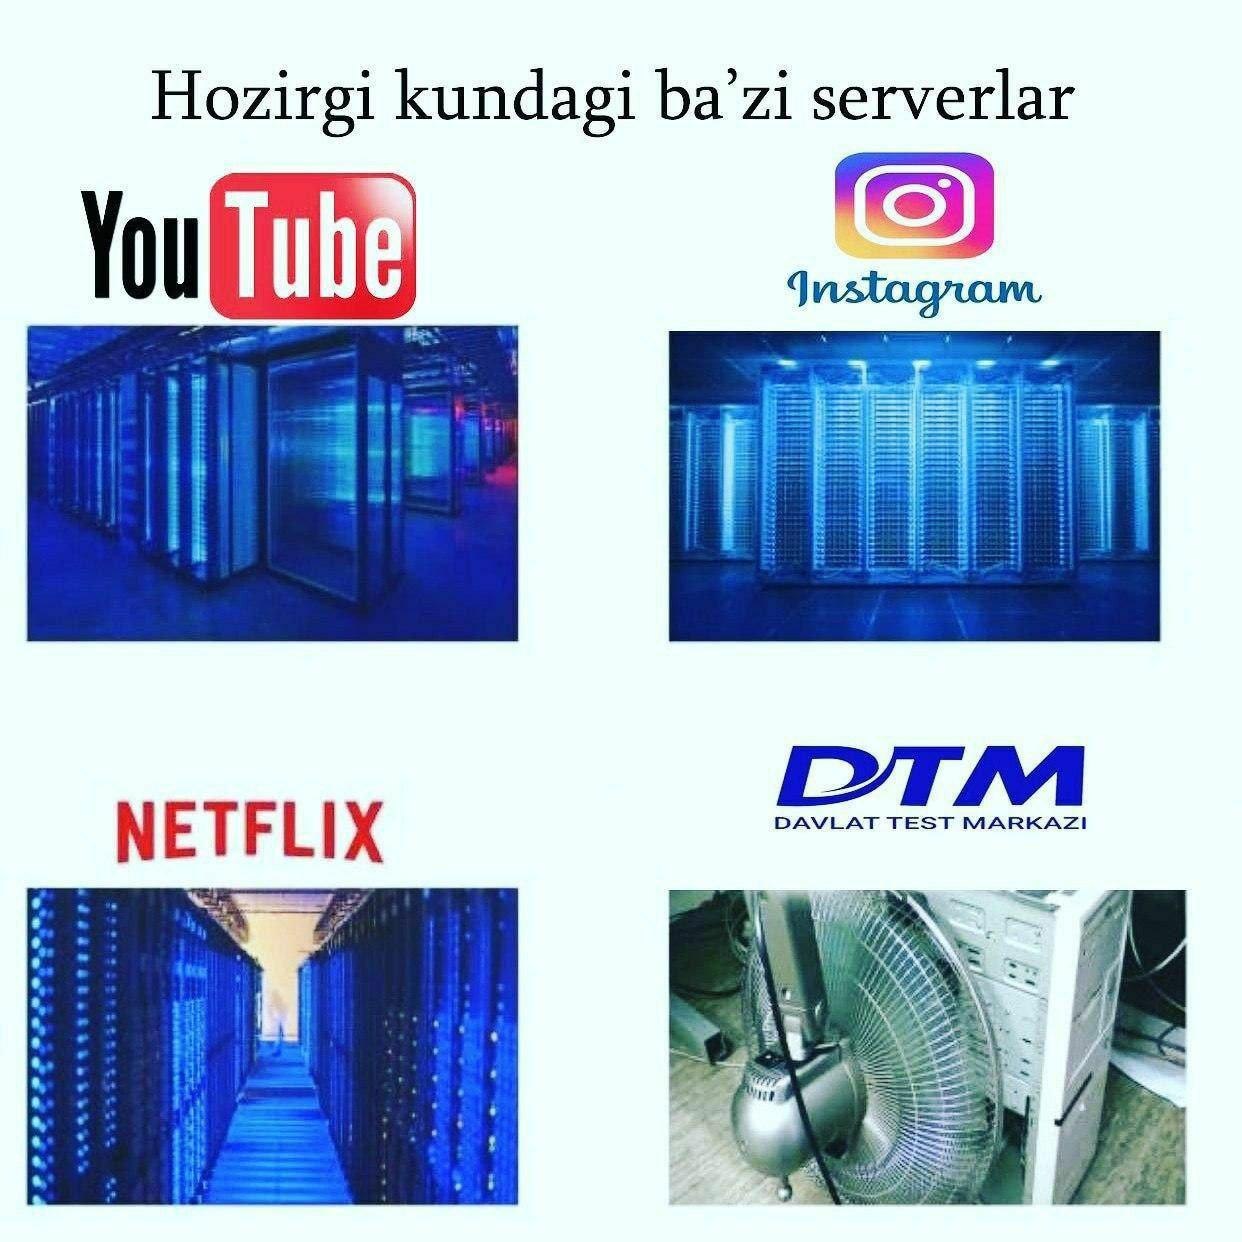 Hozirgi kundagi ba’zi serverlar
YouTube
Instagram
NETFLIX
DTM
DAVLAT TEST MARKAZI